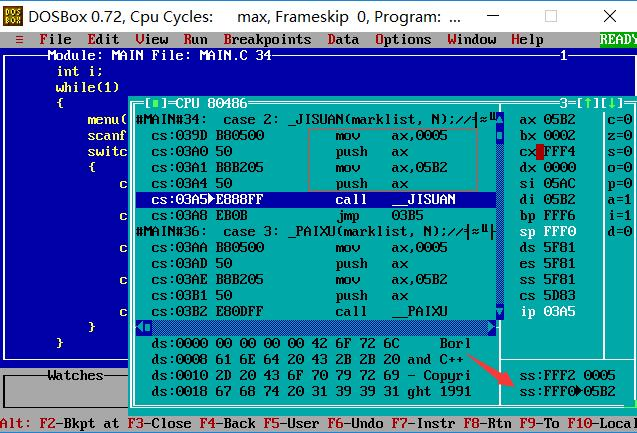 DOSBox 0.72, Cpu Cycles: max, Frameskip 0, Program: ...
≡ File Edit View Run Breakpoints Data Options Window Help READY
Module: MAIN File: MAIN.C 34 1
int i;
while(1)
{
menu(
scanf
switc
{
c
c
c
c
}
}
[■]=CPU 80486 3=[↑][↓]
#MAIN#34: case 2: _JISUAN(marklist, N);//
cs:039D B80500 mov ax,0005
cs:03A0 50 push ax
cs:03A1 B8B205 mov ax,05B2
cs:03A4 50 push ax
cs:03A5►E888FF call __JISUAN
cs:03A8 EB0B jmp 03B5
#MAIN#36: case 3: _PAIXU(marklist, N);//
cs:03AA B80500 mov ax,0005
cs:03AD 50 push ax
cs:03AE B8B205 mov ax,05B2
cs:03B1 50 push ax
cs:03B2 E80DFF call __PAIXU
ax 05B2 c=0
bx 0002 z=0
cx FFF4 s=0
dx 0000 o=0
si 05AC p=0
di 05B2 a=1
bp FFF6 i=1
sp FFF0 d=0
ds 5F81
es 5F81
ss 5F81
cs 5D83
ip 03A5
ds:0000 00 00 00 00 42 6F 72 6C Borl
ds:0008 61 6E 64 20 43 2B 2B 20 and C++
ds:0010 2D 20 43 6F 70 79 72 69 - Copyri
ds:0018 67 68 74 20 31 39 39 31 ght 1991
ss:FFF2 0005
ss:FFF0►05B2
Watches
Alt: F2-Bkpt at F3-Close F4-Back F5-User F6-Undo F7-Instr F8-Rtn F9-To F10-Local